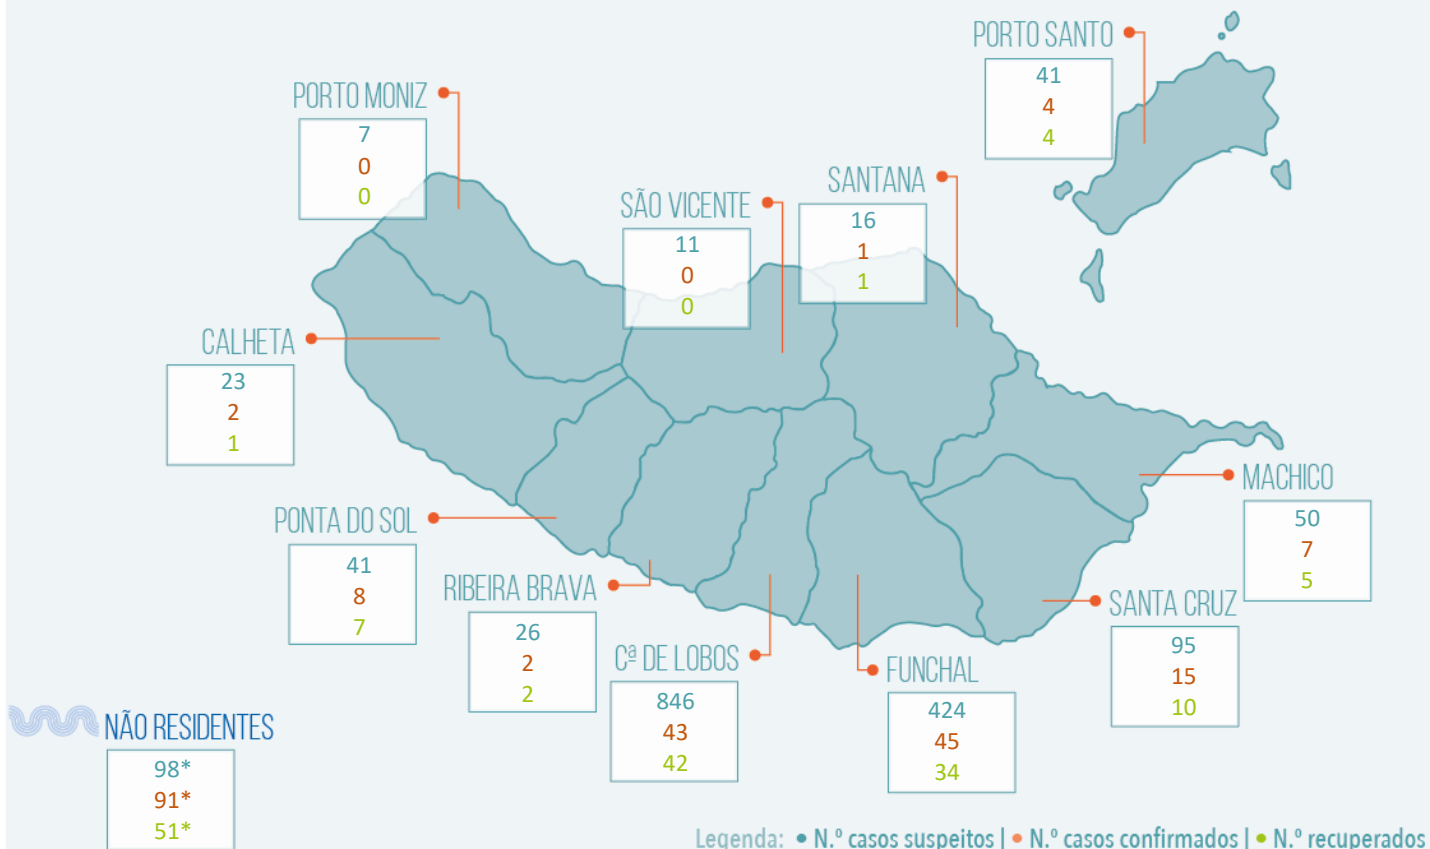 PORTO SANTO
41
4
4
PORTO MONIZ
7
0
0
SANTANA
16
1
1
SÃO VICENTE
11
0
0
CALHETA
23
2
1
MACHICO
50
7
5
PONTA DO SOL
41
8
7
RIBEIRA BRAVA
26
2
2
SANTA CRUZ
95
15
10
Cª DE LOBOS
846
43
42
FUNCHAL
424
45
34
NÃO RESIDENTES
98*
91*
51*
Legenda: • N.º casos suspeitos | • N.º casos confirmados | • N.º recuperados